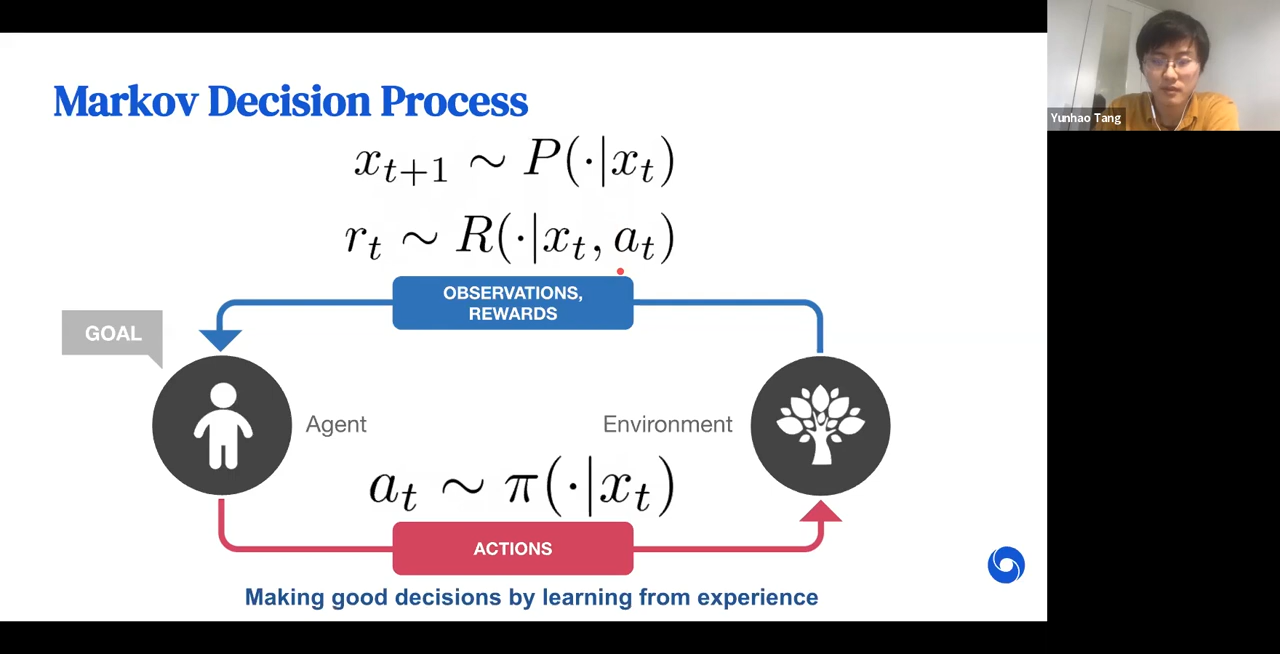 Markov Decision Process
x_{t+1} ∼ P(·|x_t)
r_t ∼ R(·|x_t, a_t)
OBSERVATIONS,
REWARDS
GOAL
Agent
Environment
a_t ∼ π(·|x_t)
ACTIONS
Making good decisions by learning from experience
Yunhao Tang